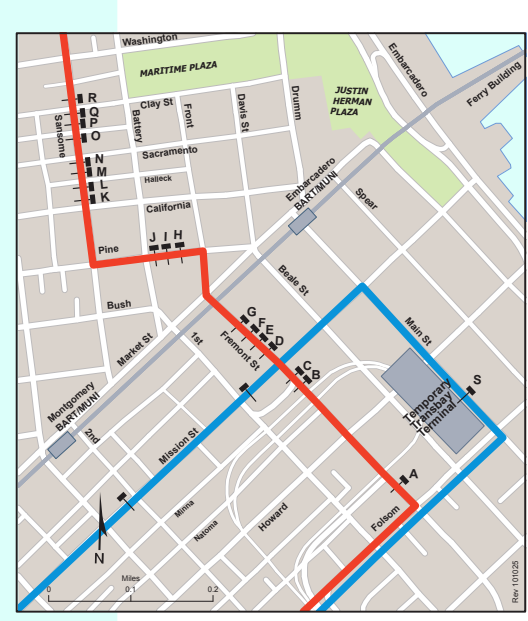 Washington
Embarcadero
Ferry Building
MARITIME PLAZA
JUSTIN
HERMAN
PLAZA
R
Q
P
O
Clay St
Sansome
Battery
Front
Davis St
Drumm
N
M
L
K
Sacramento
Halleck
California
Embarcadero
BART/MUNI
Spear
J I H
Pine
Beale St
Bush
G
F
E
D
Market St
1st
Fremont St
Main St
C
B
S
Temporary
Transbay
Terminal
Montgomery
BART/MUNI
2nd
Mission St
A
Minna
Natoma
Howard
Folsom
N
Miles
0 0.1 0.2
Rev 101025